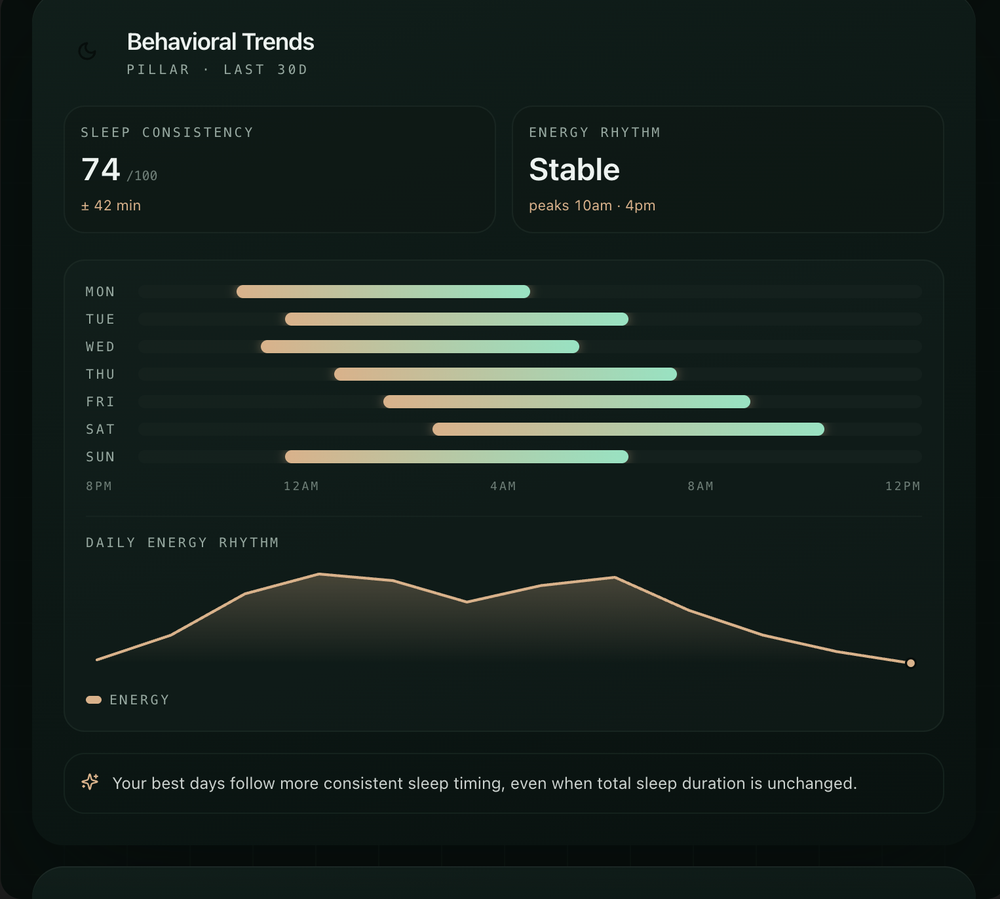 Behavioral Trends
PILLAR · LAST 30D
SLEEP CONSISTENCY
74 /100
± 42 min
ENERGY RHYTHM
Stable
peaks 10am · 4pm
MON
TUE
WED
THU
FRI
SAT
SUN
8PM 12AM 4AM 8AM 12PM
DAILY ENERGY RHYTHM
ENERGY
Your best days follow more consistent sleep timing, even when total sleep duration is unchanged.